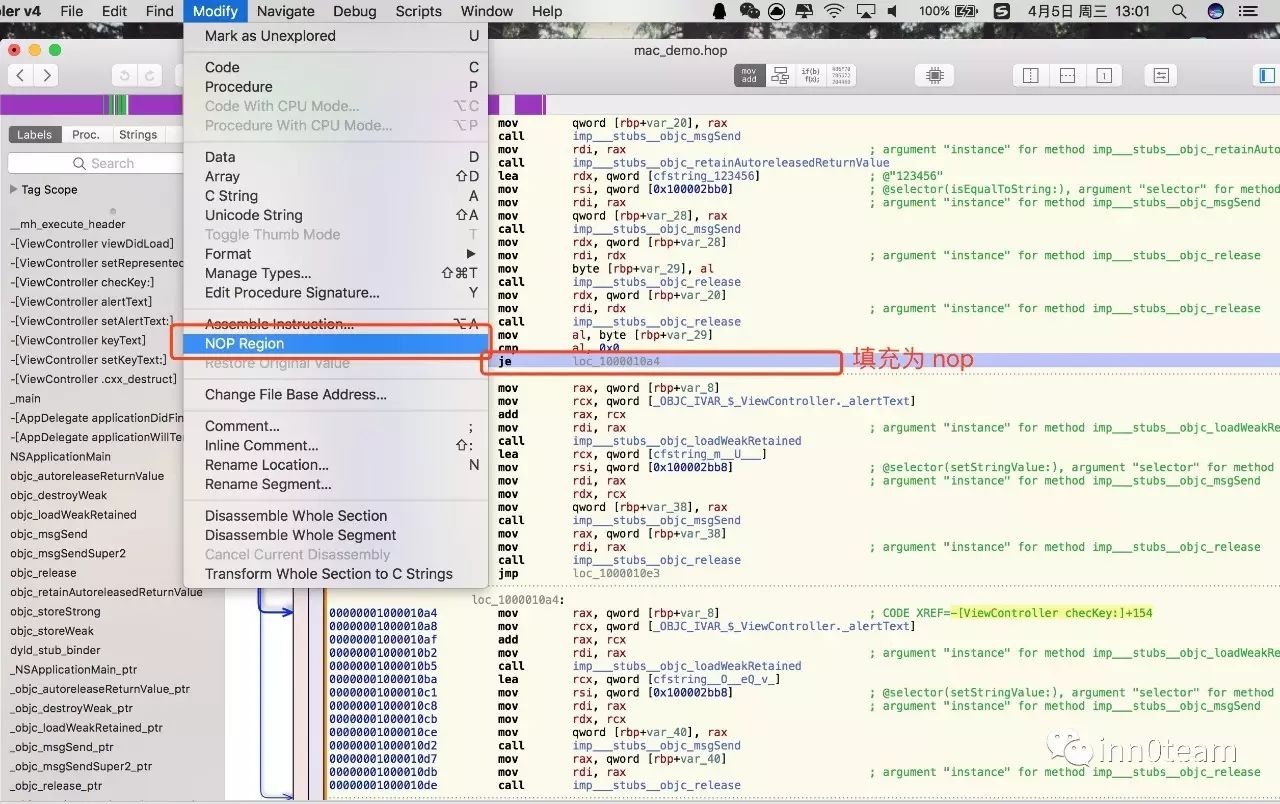 pler v4 File Edit Find Modify Navigate Debug Scripts Window Help 100% 4月5日 周三 13:01
mac_demo.hop
Mark as Unexplored U
Code C
Procedure P
Code With CPU Mode... ⌥C
Procedure With CPU Mode... ⌥P
Data D
Array ⇧D
C String A
Unicode String ⇧A
Toggle Thumb Mode T
Format ▶
Manage Types... ⇧⌘T
Edit Procedure Signature... Y
Assemble Instruction... ⌥A
NOP Region
Restore Original Value
Change File Base Address...
Comment... ;
Inline Comment... ⇧:
Rename Location... N
Rename Segment...
Disassemble Whole Section
Disassemble Whole Segment
Cancel Current Disassembly
Transform Whole Section to C Strings
mov add
if(b) f(x);
Labels Proc. Strings
Search
Tag Scope
__mh_execute_header
-[ViewController viewDidLoad]
-[ViewController setRepresented
-[ViewController checKey:]
-[ViewController alertText]
-[ViewController setAlertText:]
-[ViewController keyText]
-[ViewController setKeyText:]
-[ViewController .cxx_destruct]
_main
-[AppDelegate applicationDidFin
-[AppDelegate applicationWillTe
NSApplicationMain
objc_autoreleaseReturnValue
objc_destroyWeak
objc_loadWeakRetained
objc_msgSend
objc_msgSendSuper2
objc_release
objc_retainAutoreleasedReturnValue
objc_storeStrong
objc_storeWeak
dyld_stub_binder
_NSApplicationMain_ptr
_objc_autoreleaseReturnValue_ptr
_objc_destroyWeak_ptr
_objc_loadWeakRetained_ptr
_objc_msgSend_ptr
_objc_msgSendSuper2_ptr
_objc_release_ptr
mov qword [rbp+var_20], rax
call imp___stubs__objc_msgSend
mov rdi, rax ; argument "instance" for method imp___stubs__objc_retainAuto
call imp___stubs__objc_retainAutoreleasedReturnValue
lea rdx, qword [cfstring_123456] ; @"123456"
mov rsi, qword [0x100002bb0] ; @selector(isEqualToString:), argument "selector" for method
mov rdi, rax ; argument "instance" for method imp___stubs__objc_msgSend
mov qword [rbp+var_28], rax
call imp___stubs__objc_msgSend
mov rdx, qword [rbp+var_28]
mov rdi, rdx ; argument "instance" for method imp___stubs__objc_release
mov byte [rbp+var_29], al
call imp___stubs__objc_release
mov rdx, qword [rbp+var_20]
mov rdi, rdx ; argument "instance" for method imp___stubs__objc_release
call imp___stubs__objc_release
mov al, byte [rbp+var_29]
cmp al, 0x0
je loc_1000010a4 填充为 nop
mov rax, qword [rbp+var_8]
mov rcx, qword [_OBJC_IVAR_$_ViewController._alertText]
add rax, rcx
mov rdi, rax ; argument "instance" for method imp___stubs__objc_loadWeakRe
call imp___stubs__objc_loadWeakRetained
lea rcx, qword [cfstring_m__U___]
mov rsi, qword [0x100002bb8] ; @selector(setStringValue:), argument "selector" for method
mov rdi, rax ; argument "instance" for method imp___stubs__objc_msgSend
mov rdx, rcx
mov qword [rbp+var_38], rax
call imp___stubs__objc_msgSend
mov rax, qword [rbp+var_38]
mov rdi, rax ; argument "instance" for method imp___stubs__objc_release
call imp___stubs__objc_release
jmp loc_1000010e3
loc_1000010a4:
00000001000010a4 mov rax, qword [rbp+var_8] ; CODE XREF=-[ViewController checKey:]+154
00000001000010a8 mov rcx, qword [_OBJC_IVAR_$_ViewController._alertText]
00000001000010af add rax, rcx
00000001000010b2 mov rdi, rax ; argument "instance" for method imp___stubs__objc_loadWeakRe
00000001000010b5 call imp___stubs__objc_loadWeakRetained
00000001000010ba lea rcx, qword [cfstring__O__eQ_v_]
00000001000010c1 mov rsi, qword [0x100002bb8] ; @selector(setStringValue:), argument "selector" for method
00000001000010c8 mov rdi, rax ; argument "instance" for method imp___stubs__objc_msgSend
00000001000010cb mov rdx, rcx
00000001000010ce mov qword [rbp+var_40], rax
00000001000010d2 call imp___stubs__objc_msgSend
00000001000010d7 mov rax, qword [rbp+var_40]
00000001000010db mov rdi, rax ; argument "instance" for method imp___stubs__objc_release
00000001000010de call imp___stubs__objc_release
inn0team